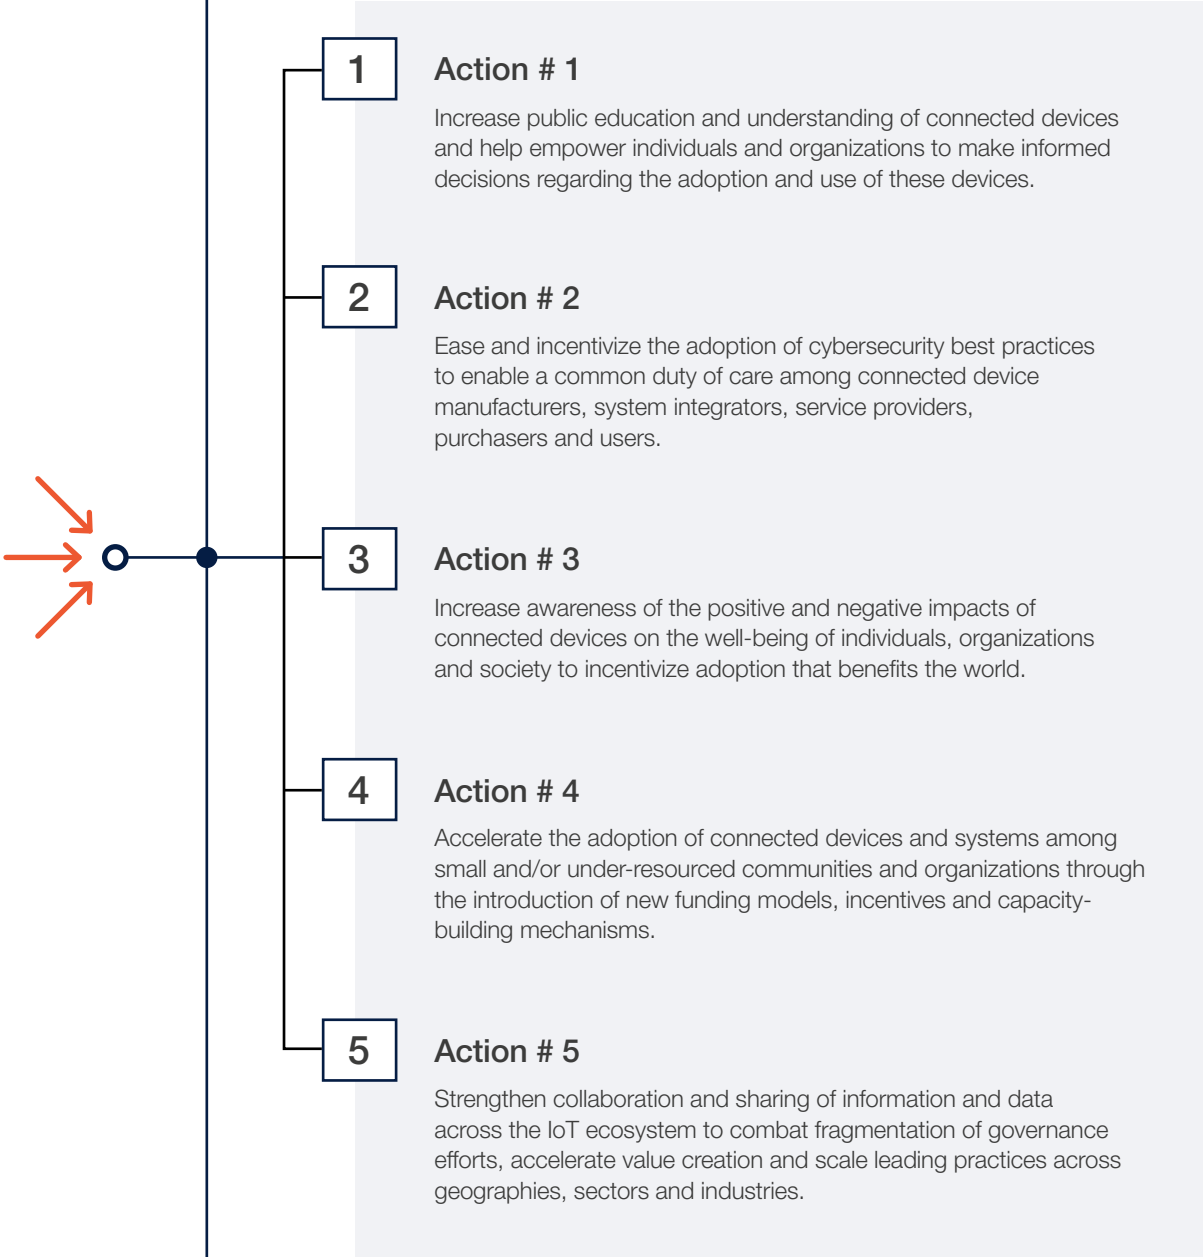 1
Action # 1
Increase public education and understanding of connected devices
and help empower individuals and organizations to make informed
decisions regarding the adoption and use of these devices.
2
Action # 2
Ease and incentivize the adoption of cybersecurity best practices
to enable a common duty of care among connected device
manufacturers, system integrators, service providers,
purchasers and users.
3
Action # 3
Increase awareness of the positive and negative impacts of
connected devices on the well-being of individuals, organizations
and society to incentivize adoption that benefits the world.
4
Action # 4
Accelerate the adoption of connected devices and systems among
small and/or under-resourced communities and organizations through
the introduction of new funding models, incentives and capacity-
building mechanisms.
5
Action # 5
Strengthen collaboration and sharing of information and data
across the IoT ecosystem to combat fragmentation of governance
efforts, accelerate value creation and scale leading practices across
geographies, sectors and industries.